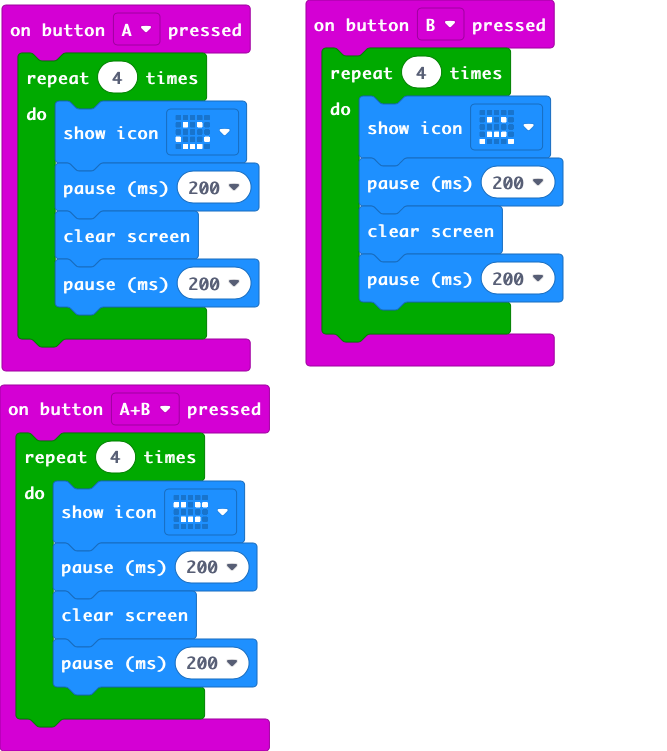 on button A pressed
repeat 4 times
do
show icon
pause (ms) 200
clear screen
pause (ms) 200
on button B pressed
repeat 4 times
do
show icon
pause (ms) 200
clear screen
pause (ms) 200
on button A+B pressed
repeat 4 times
do
show icon
pause (ms) 200
clear screen
pause (ms) 200